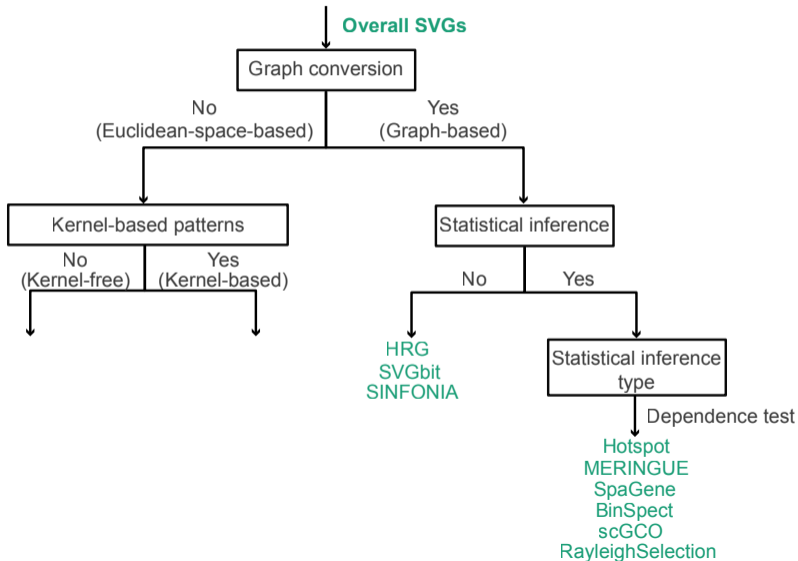 Overall SVGs
Graph conversion
No
(Euclidean-space-based)
Yes
(Graph-based)
Kernel-based patterns
Statistical inference
No
(Kernel-free)
Yes
(Kernel-based)
No
Yes
HRG
SVGbit
SINFONIA
Statistical inference
type
Dependence test
Hotspot
MERINGUE
SpaGene
BinSpect
scGCO
RayleighSelection